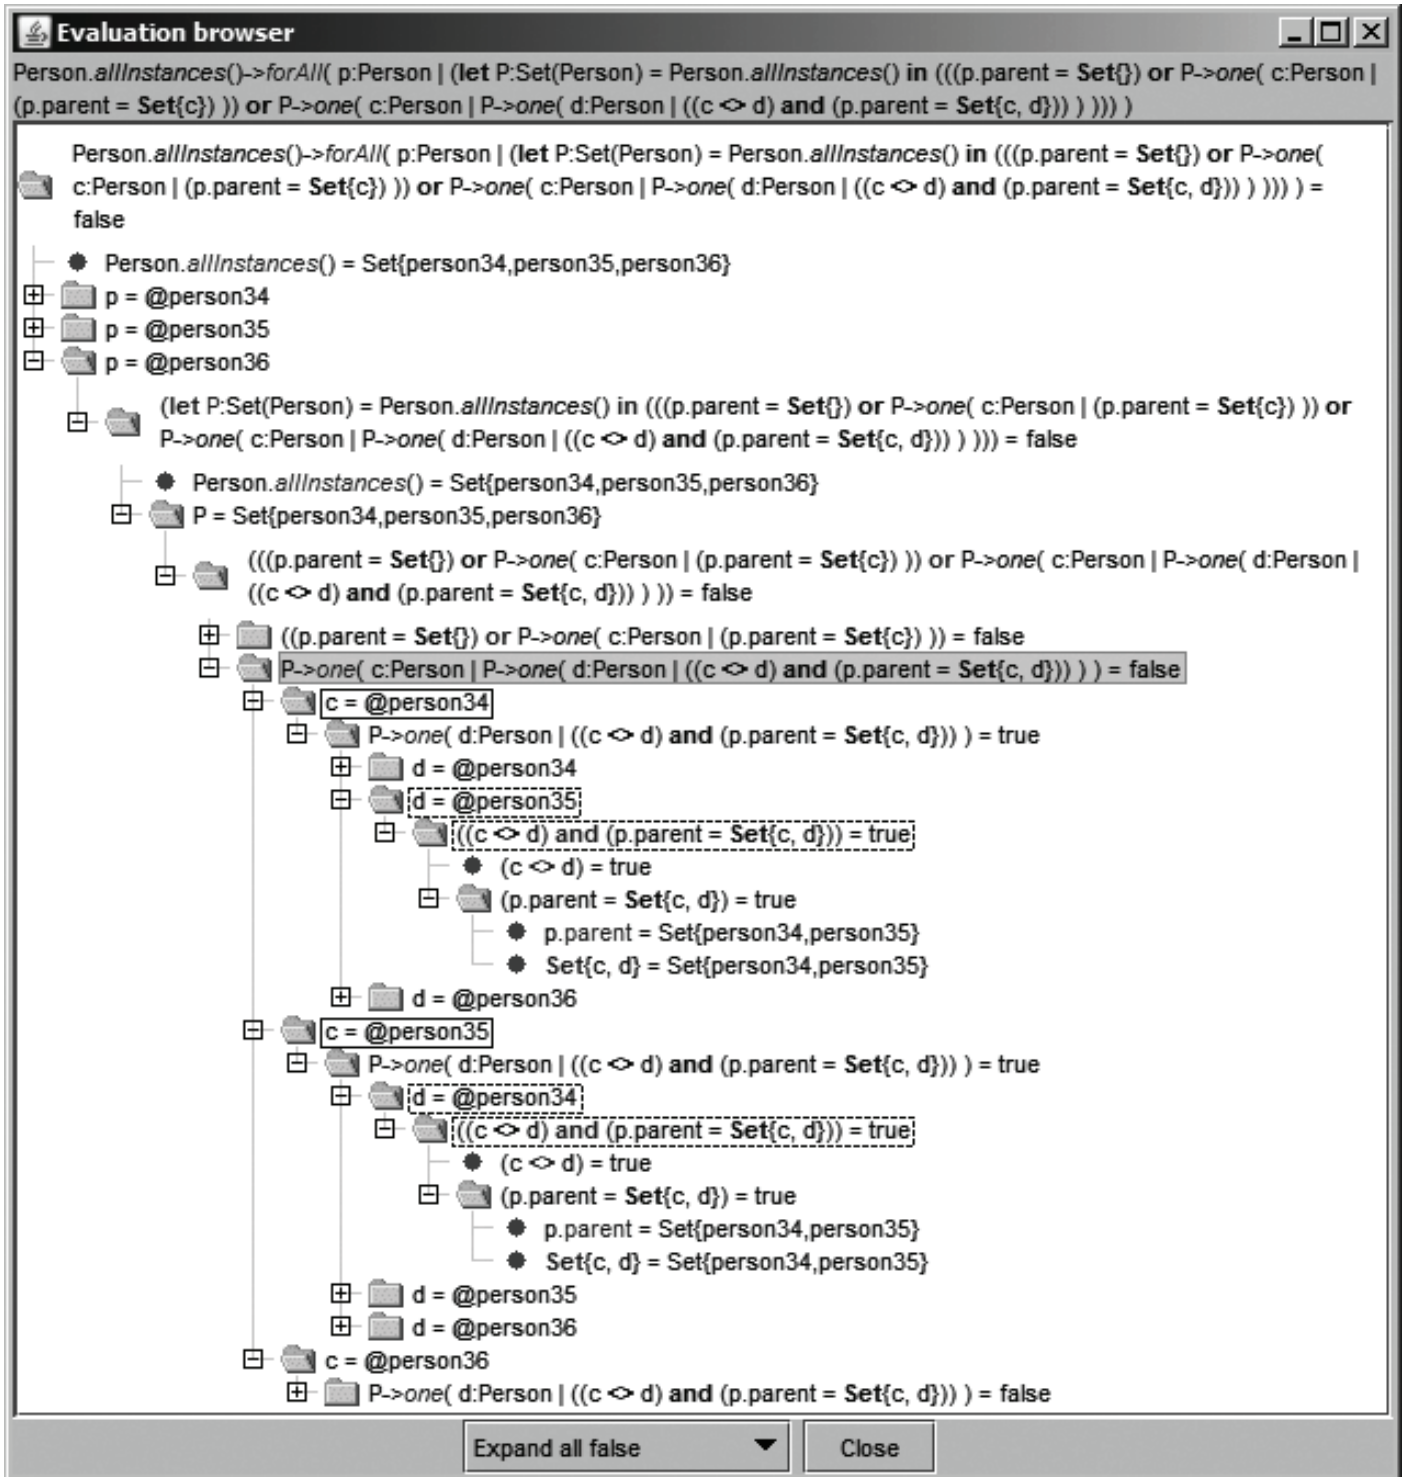 Evaluation browser
Person.allInstances()->forAll( p:Person | (let P:Set(Person) = Person.allInstances() in (((p.parent = Set{}) or P->one( c:Person |
(p.parent = Set{c}) )) or P->one( c:Person | P->one( d:Person | ((c <> d) and (p.parent = Set{c, d})) ) ))) )
Person.allInstances()->forAll( p:Person | (let P:Set(Person) = Person.allInstances() in (((p.parent = Set{}) or P->one(
c:Person | (p.parent = Set{c}) )) or P->one( c:Person | P->one( d:Person | ((c <> d) and (p.parent = Set{c, d})) ) ))) ) =
false
Person.allInstances() = Set{person34,person35,person36}
p = @person34
p = @person35
p = @person36
(let P:Set(Person) = Person.allInstances() in (((p.parent = Set{}) or P->one( c:Person | (p.parent = Set{c}) )) or
P->one( c:Person | P->one( d:Person | ((c <> d) and (p.parent = Set{c, d})) ) ))) = false
Person.allInstances() = Set{person34,person35,person36}
P = Set{person34,person35,person36}
(((p.parent = Set{}) or P->one( c:Person | (p.parent = Set{c}) )) or P->one( c:Person | P->one( d:Person |
((c <> d) and (p.parent = Set{c, d})) ) )) = false
((p.parent = Set{}) or P->one( c:Person | (p.parent = Set{c}) )) = false
P->one( c:Person | P->one( d:Person | ((c <> d) and (p.parent = Set{c, d})) ) ) = false
c = @person34
P->one( d:Person | ((c <> d) and (p.parent = Set{c, d})) ) = true
d = @person34
d = @person35
((c <> d) and (p.parent = Set{c, d})) = true
(c <> d) = true
(p.parent = Set{c, d}) = true
p.parent = Set{person34,person35}
Set{c, d} = Set{person34,person35}
d = @person36
c = @person35
P->one( d:Person | ((c <> d) and (p.parent = Set{c, d})) ) = true
d = @person34
((c <> d) and (p.parent = Set{c, d})) = true
(c <> d) = true
(p.parent = Set{c, d}) = true
p.parent = Set{person34,person35}
Set{c, d} = Set{person34,person35}
d = @person35
d = @person36
c = @person36
P->one( d:Person | ((c <> d) and (p.parent = Set{c, d})) ) = false
Expand all false
Close